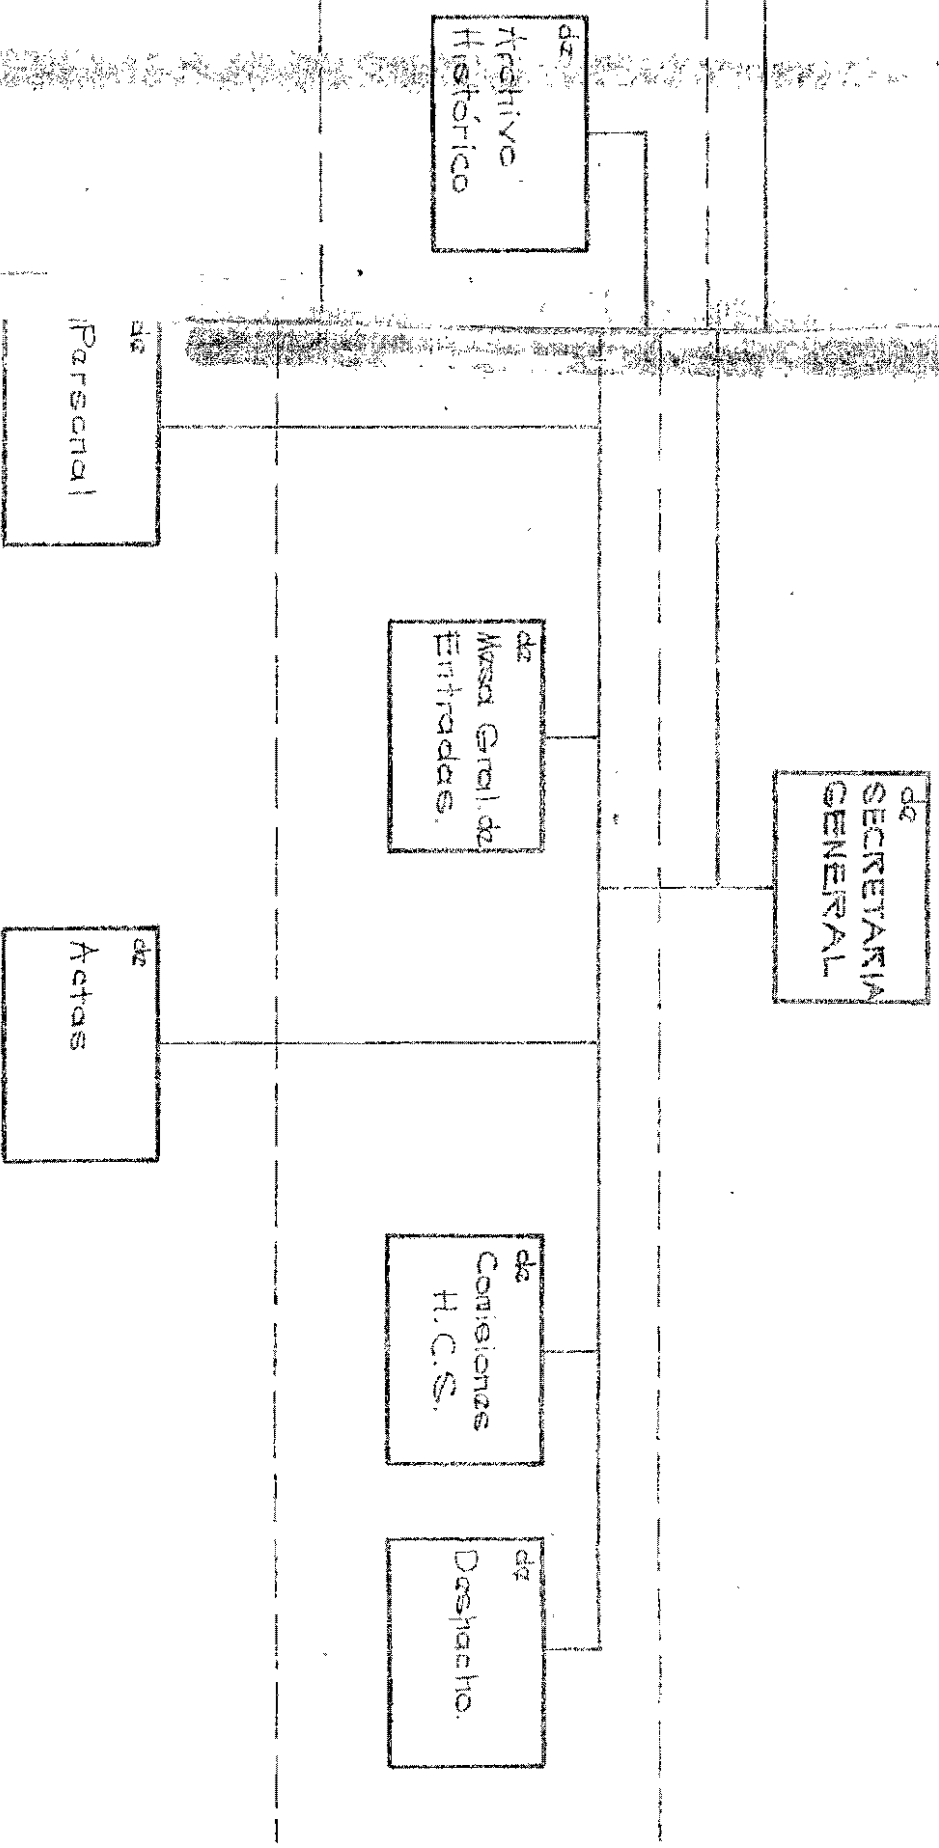 de
SECRETARIA
GENERAL
de
Archivo
Histórico
de
Mesa Gral. de
Entradas.
de
Comisiones
H.C.S.
de
Despacho.
de
Personal
de
Actas